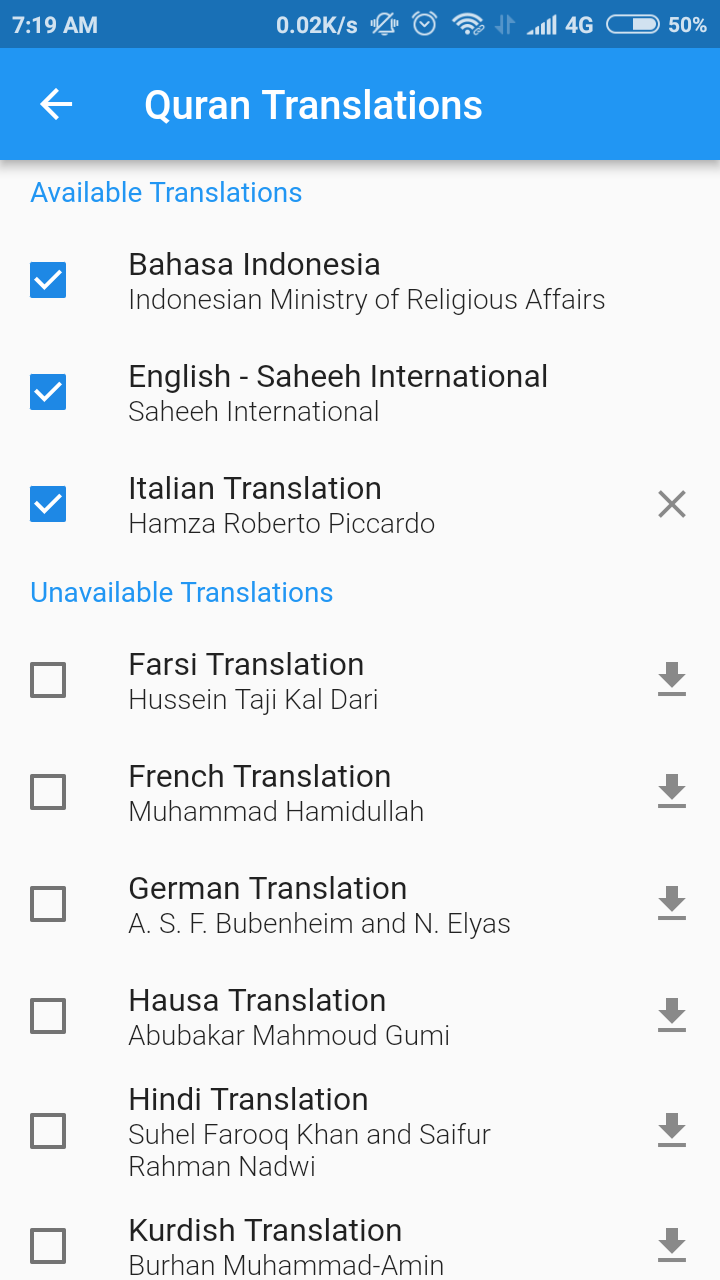 7:19 AM 0.02K/s 4G 50%
Quran Translations
Available Translations
Bahasa Indonesia
Indonesian Ministry of Religious Affairs
English - Saheeh International
Saheeh International
Italian Translation
Hamza Roberto Piccardo
Unavailable Translations
Farsi Translation
Hussein Taji Kal Dari
French Translation
Muhammad Hamidullah
German Translation
A. S. F. Bubenheim and N. Elyas
Hausa Translation
Abubakar Mahmoud Gumi
Hindi Translation
Suhel Farooq Khan and Saifur
Rahman Nadwi
Kurdish Translation
Burhan Muhammad-Amin